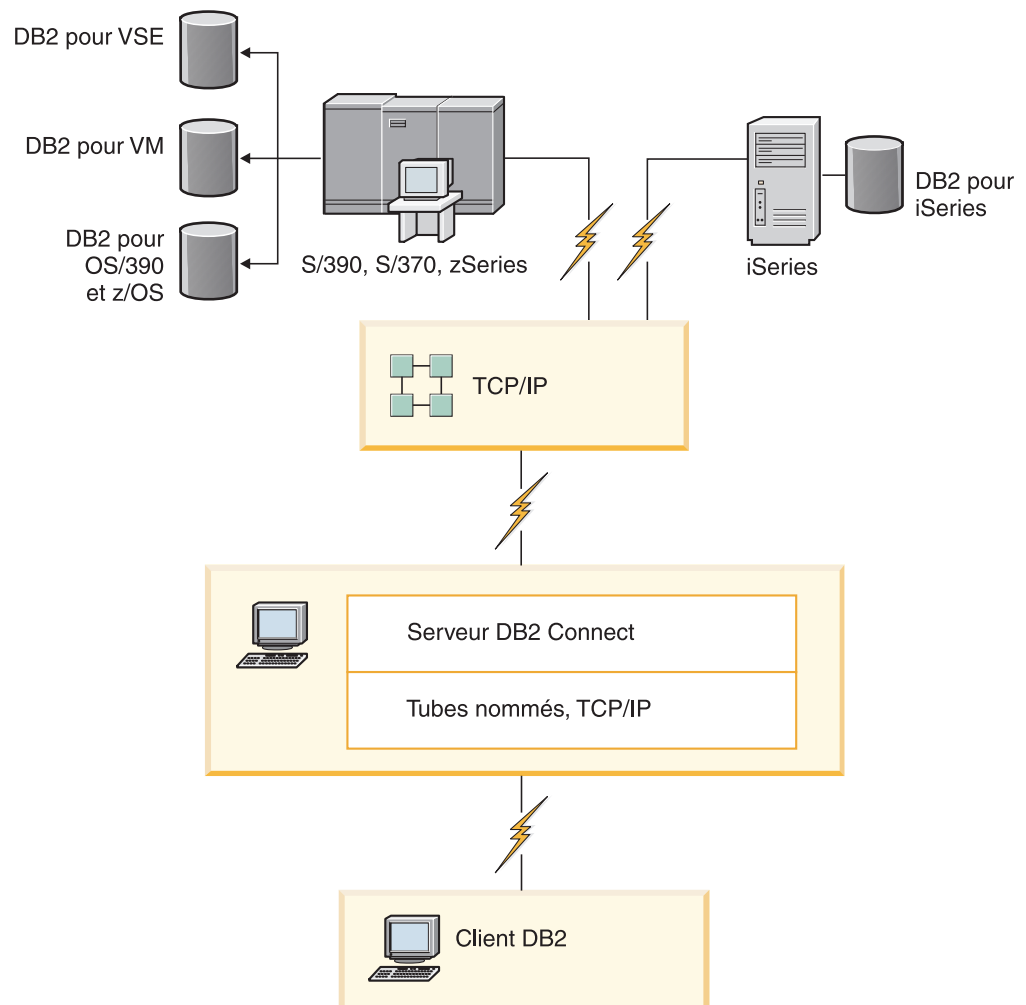 DB2 pour VSE
DB2 pour VM
DB2 pour
OS/390
et z/OS
S/390, S/370, zSeries
iSeries
DB2 pour
iSeries
TCP/IP
Serveur DB2 Connect
Tubes nommés, TCP/IP
Client DB2